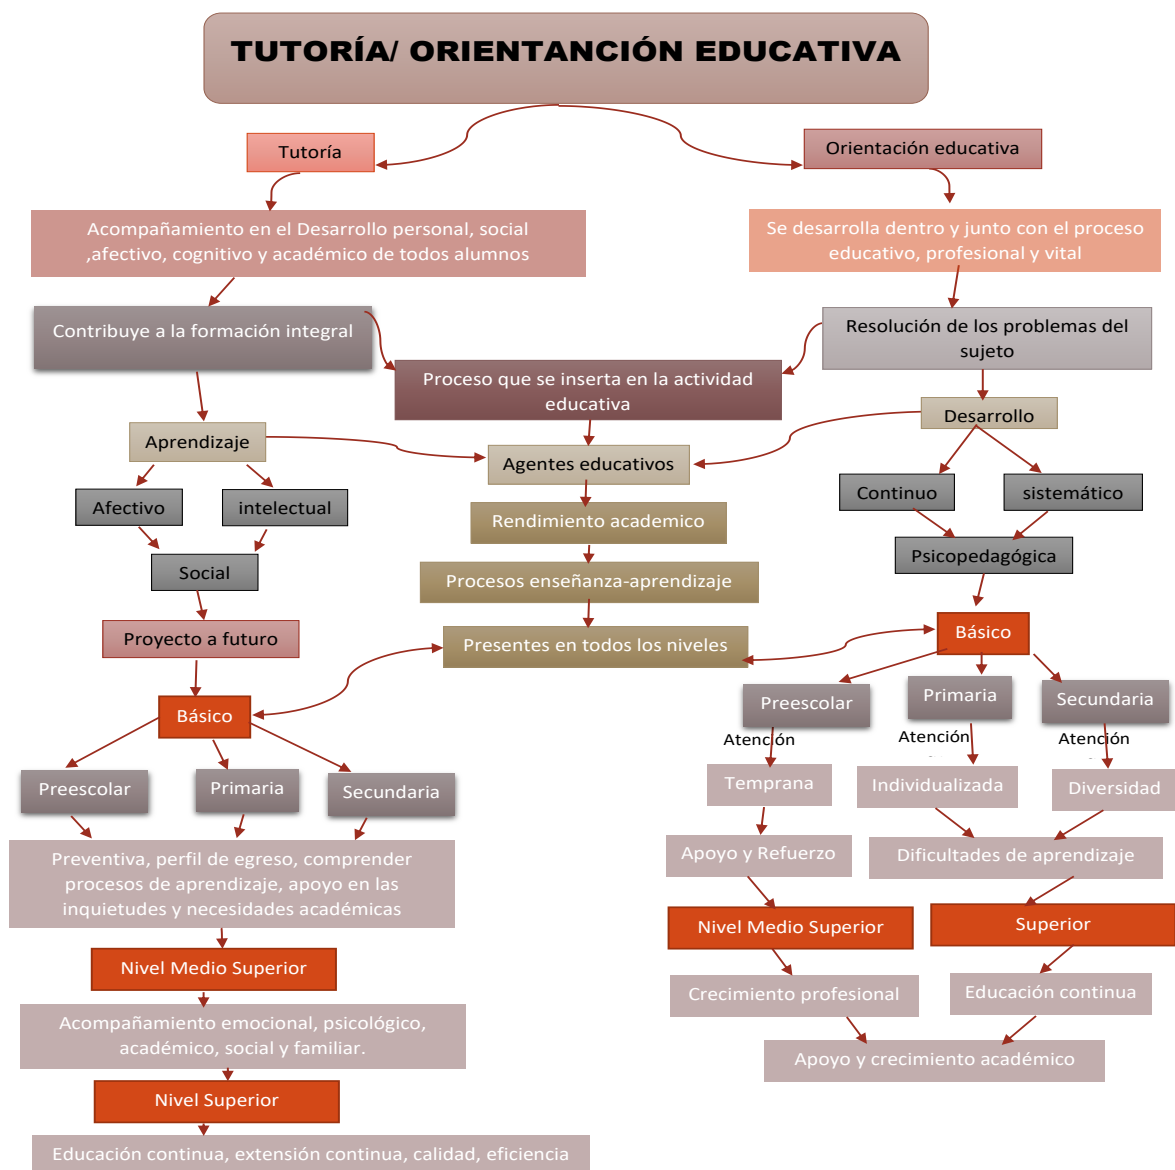 TUTORÍA/ ORIENTANCIÓN EDUCATIVA
Tutoría
Orientación educativa
Acompañamiento en el Desarrollo personal, social
,afectivo, cognitivo y académico de todos alumnos
Se desarrolla dentro y junto con el proceso
educativo, profesional y vital
Contribuye a la formación integral
Resolución de los problemas del
sujeto
Proceso que se inserta en la actividad
educativa
Aprendizaje
Desarrollo
Agentes educativos
Afectivo
intelectual
Continuo
sistemático
Rendimiento academico
Social
Psicopedagógica
Procesos enseñanza-aprendizaje
Proyecto a futuro
Presentes en todos los niveles
Básico
Básico
Preescolar
Primaria
Secundaria
Atención
Atención
Atención
Preescolar
Primaria
Secundaria
Temprana
Individualizada
Diversidad
Preventiva, perfil de egreso, comprender
procesos de aprendizaje, apoyo en las
inquietudes y necesidades académicas
Apoyo y Refuerzo
Dificultades de aprendizaje
Nivel Medio Superior
Superior
Nivel Medio Superior
Crecimiento profesional
Educación continua
Acompañamiento emocional, psicológico,
académico, social y familiar.
Apoyo y crecimiento académico
Nivel Superior
Educación continua, extensión continua, calidad, eficiencia